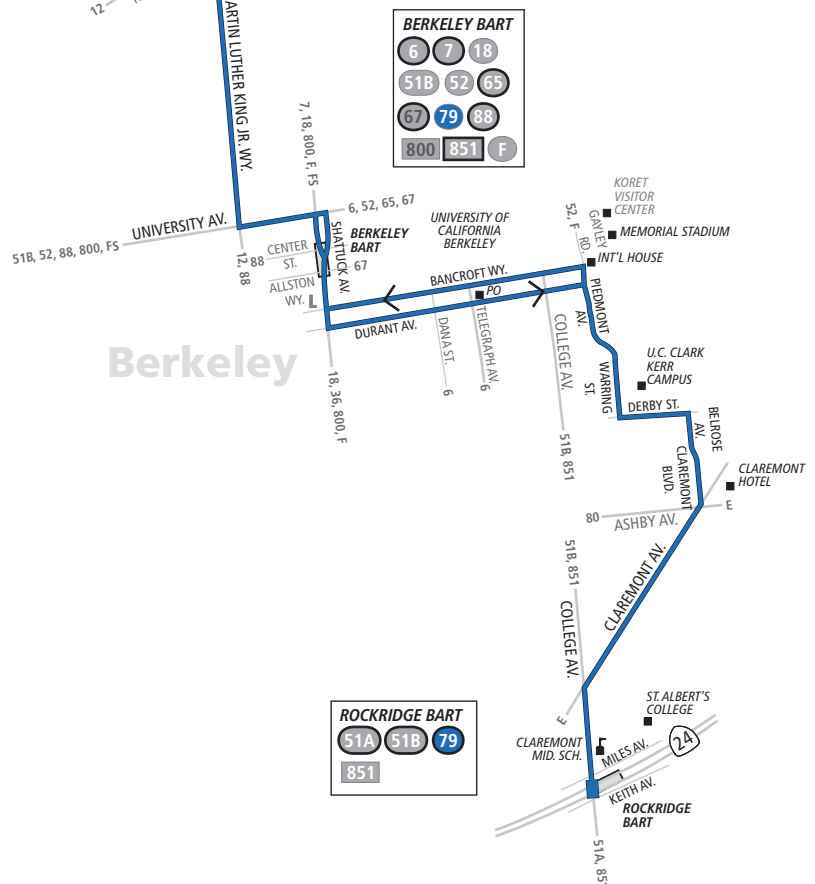 12
ARTIN LUTHER KING JR. WY.
BERKELEY BART
6 7 18
51B 52 65
67 79 88
800 851 F
7, 18, 800, F, FS
6, 52, 65, 67
UNIVERSITY AV.
51B, 52, 88, 800, FS
12, 88
88
CENTER
ST.
67
ALLSTON
WY.
L
SHATTUCK AV.
BERKELEY
BART
UNIVERSITY OF
CALIFORNIA
BERKELEY
52, F
GAYLEY
RD.
KORET
VISITOR
CENTER
MEMORIAL STADIUM
INT'L HOUSE
BANCROFT WY.
PO
DURANT AV.
DANA ST.
6
TELEGRAPH AV.
6
COLLEGE AV.
51B, 851
PIEDMONT
AV.
WARRING
ST.
U.C. CLARK
KERR
CAMPUS
Berkeley
18, 36, 800, F
DERBY ST.
BELROSE
AV.
CLAREMONT
BLVD.
CLAREMONT
HOTEL
E
80
ASHBY AV.
CLAREMONT AV.
51B, 851
COLLEGE AV.
E
ST. ALBERT'S
COLLEGE
24
CLAREMONT
MID. SCH.
MILES AV.
KEITH AV.
ROCKRIDGE
BART
ROCKRIDGE BART
51A 51B 79
851
51A,